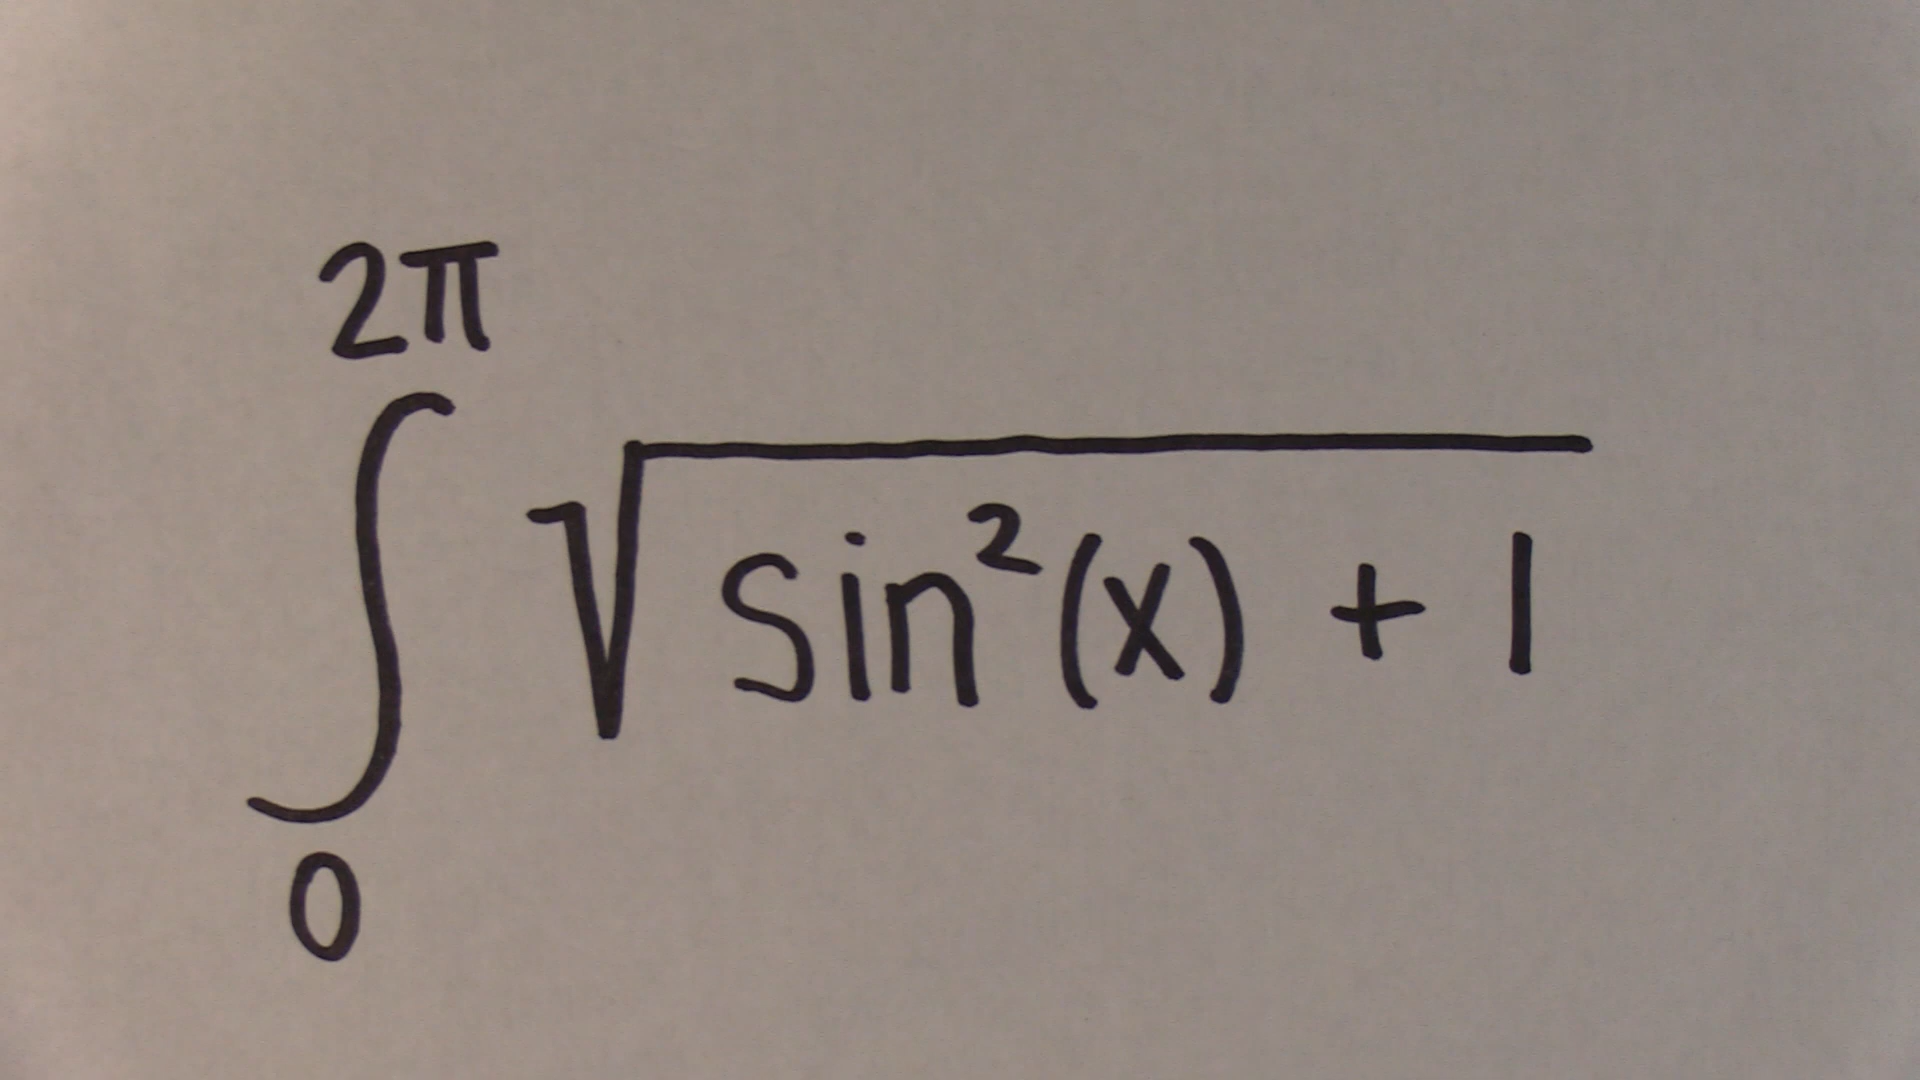 2π
∫ √(sin²(x) + 1)
0